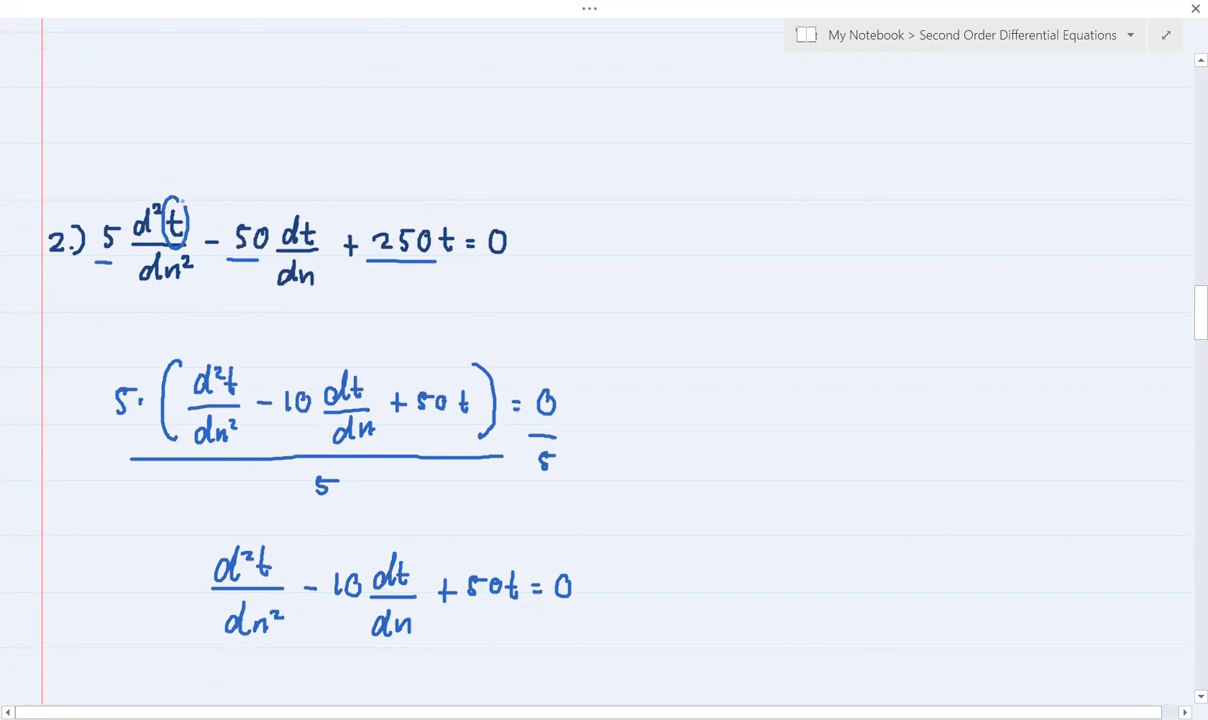 My Notebook > Second Order Differential Equations
2.) 5 d²t/dn² - 50 dt/dn + 250t = 0
5·(d²t/dn² - 10 dt/dn + 50t)/5 = 0/5
d²t/dn² - 10 dt/dn + 50t = 0